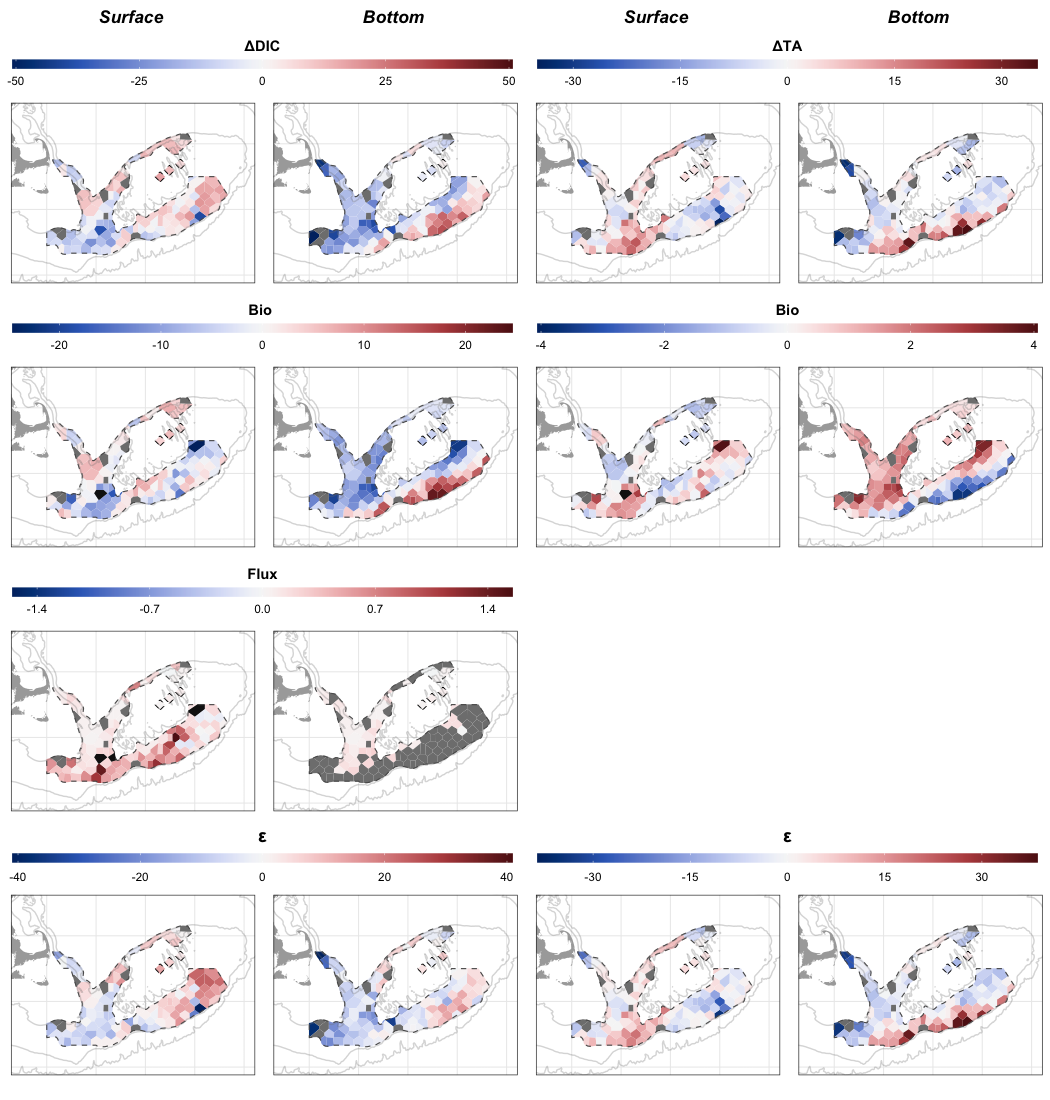 Surface Bottom Surface Bottom
ΔDIC ΔTA
-50 -25 0 25 50 -30 -15 0 15 30
Bio Bio
-20 -10 0 10 20 -4 -2 0 2 4
Flux
-1.4 -0.7 0.0 0.7 1.4
ε ε
-40 -20 0 20 40 -30 -15 0 15 30